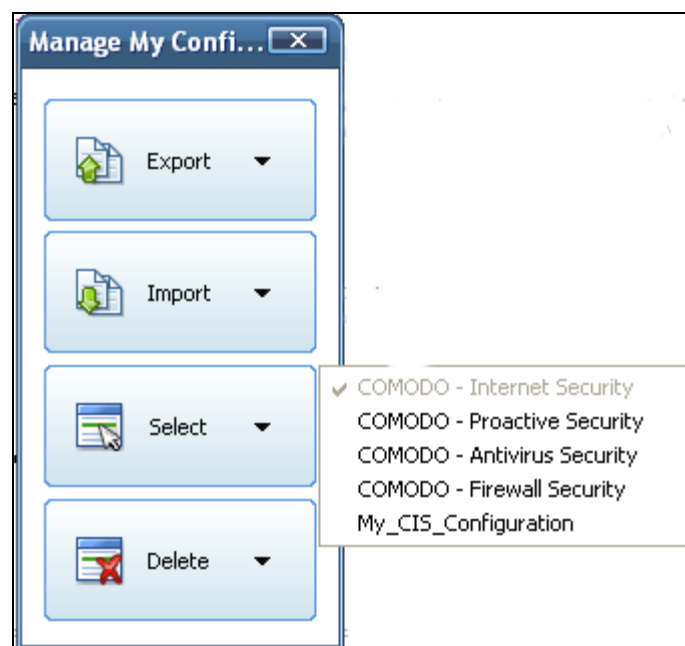 Manage My Confi...
Export
Import
Select
COMODO - Internet Security
COMODO - Proactive Security
COMODO - Antivirus Security
COMODO - Firewall Security
My_CIS_Configuration
Delete